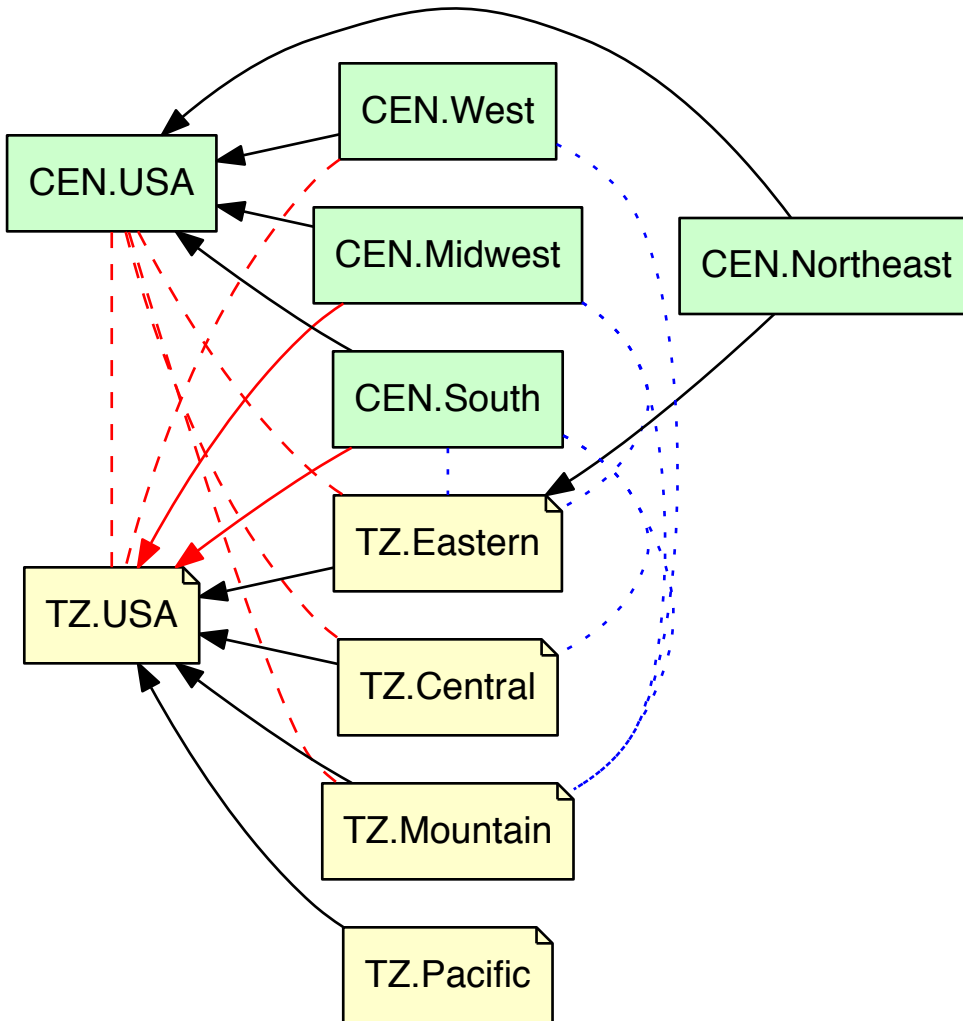 CEN.West
CEN.USA
CEN.Midwest
CEN.Northeast
CEN.South
TZ.Eastern
TZ.USA
TZ.Central
TZ.Mountain
TZ.Pacific